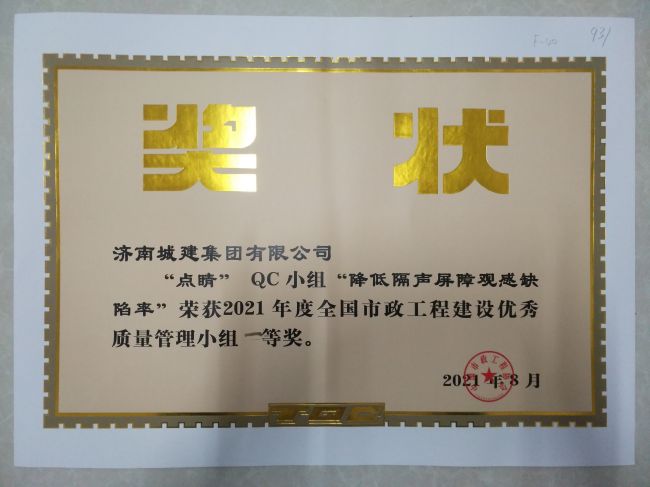 F-40
931
奖状
济南城建集团有限公司
“点睛” QC小组“降低隔声屏障观感缺
陷率”荣获2021年度全国市政工程建设优秀
质量管理小组一等奖。
2021年8月
TQC